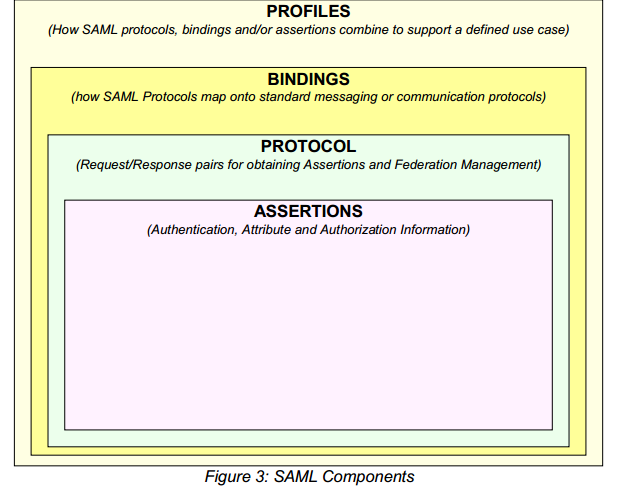 PROFILES
(How SAML protocols, bindings and/or assertions combine to support a defined use case)
BINDINGS
(how SAML Protocols map onto standard messaging or communication protocols)
PROTOCOL
(Request/Response pairs for obtaining Assertions and Federation Management)
ASSERTIONS
(Authentication, Attribute and Authorization Information)
Figure 3: SAML Components